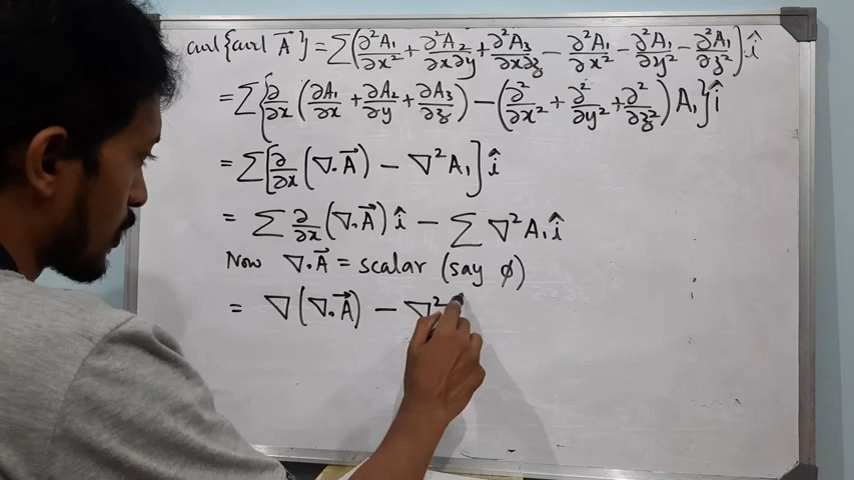 curl{curl A⃗} = ∑(∂²A₁/∂x² + ∂²A₂/∂x∂y + ∂²A₃/∂x∂z − ∂²A₁/∂x² − ∂²A₁/∂y² − ∂²A₁/∂z²) î
= ∑{∂/∂x (∂A₁/∂x + ∂A₂/∂y + ∂A₃/∂z) − (∂²/∂x² + ∂²/∂y² + ∂²/∂z²) A₁} î
= ∑[∂/∂x (∇.A⃗) − ∇²A₁] î
= ∑ ∂/∂x (∇.A⃗) î − ∑ ∇²A₁ î
Now ∇.A⃗ = scalar (say ϕ)
= ∇(∇.A⃗) − ∇²